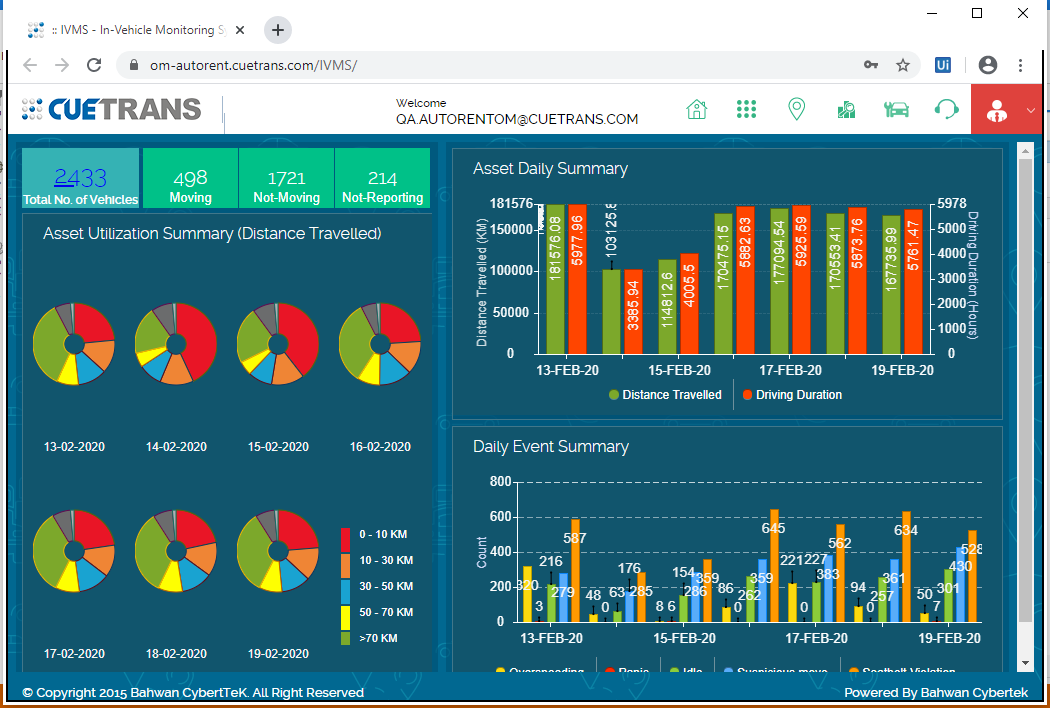 :: IVMS - In-Vehicle Monitoring S
om-autorent.cuetrans.com/IVMS/
Ui
CUETRANS
Welcome
QA.AUTORENTOM@CUETRANS.COM
2433
Total No. of Vehicles
498
Moving
1721
Not-Moving
214
Not-Reporting
Asset Utilization Summary (Distance Travelled)
13-02-2020 14-02-2020 15-02-2020 16-02-2020
17-02-2020 18-02-2020 19-02-2020
0 - 10 KM
10 - 30 KM
30 - 50 KM
50 - 70 KM
>70 KM
Asset Daily Summary
Distance Travelled (KM)
181576
150000
100000
50000
0
181576.08 5977.96
103125.8 3385.94
114812.6 4005.5
170475.15 5882.63
177094.54 5925.59
170553.41 5873.76
167735.99 5761.47
5978
5000
4000
3000
2000
1000
0
Driving Duration (Hours)
13-FEB-20 15-FEB-20 17-FEB-20 19-FEB-20
Distance Travelled Driving Duration
Daily Event Summary
Count
800
600
400
200
0
320 3 216 279 587
48 0 63 176 285
8 6 154 286 359
86 0 262 359 645
221 0 227 383 562
94 0 257 361 634
50 7 301 430 528
13-FEB-20 15-FEB-20 17-FEB-20 19-FEB-20
Overspeeding Panic Idle Suspicious move Seatbelt Violation
© Copyright 2015 Bahwan CyberTeK. All Right Reserved
Powered By Bahwan Cybertek